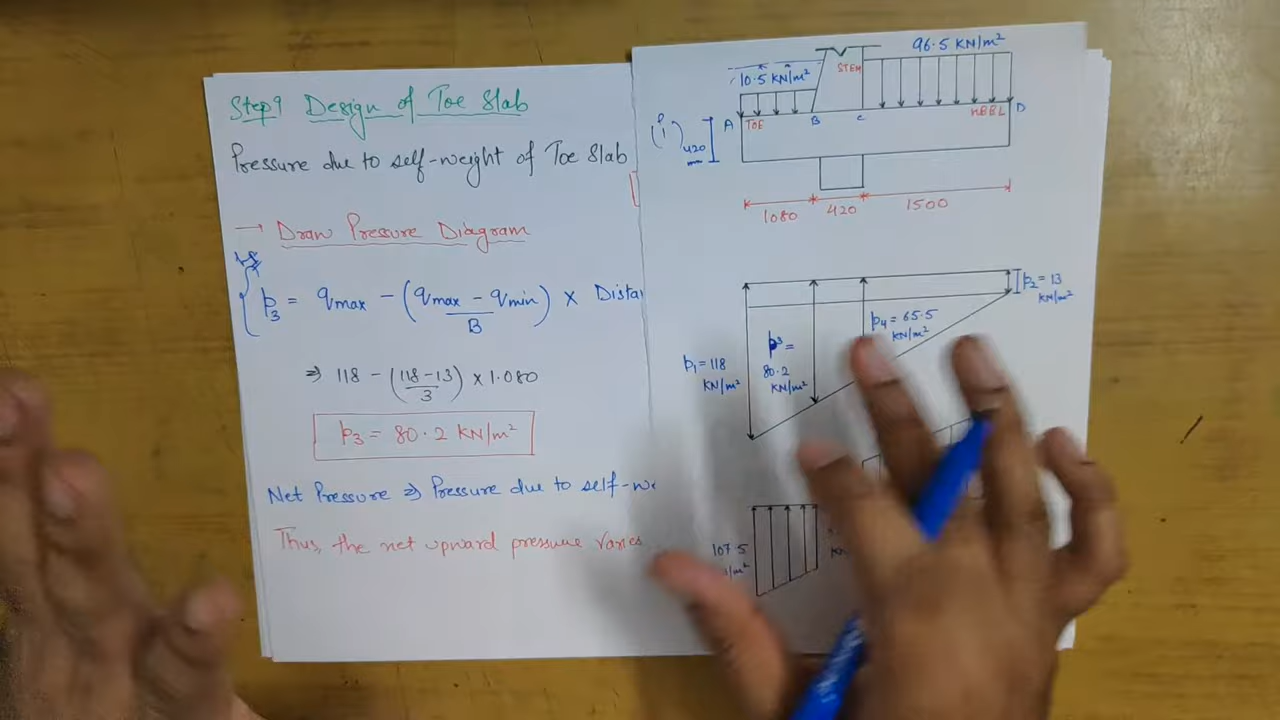 Step9 Design of Toe Slab
Pressure due to self-weight of Toe Slab
→ Draw Pressure Diagram
p3 = qmax - (qmax - qmin / B) × Dista
⇒ 118 - (118-13 / 3) × 1.080
p3 = 80.2 KN/m²
Net Pressure ⇒ Pressure due to self-we
Thus, the net upward pressure varies
96.5 KN/m²
10.5 KN/m²
STEM
A
TOE
B
C
HEEL
D
420
1080
420
1500
p2 = 13
KN/m²
p4 = 65.5
KN/m²
p3 =
80.2
KN/m²
p1 = 118
KN/m²
107.5